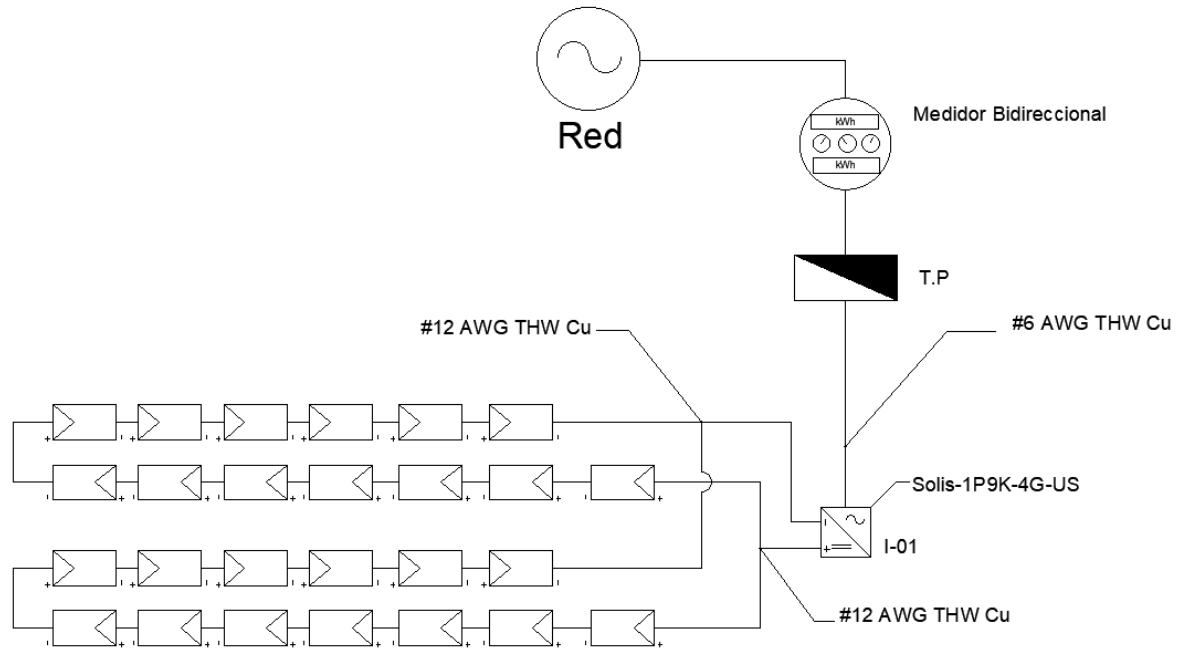 kWh
Medidor Bidireccional
Red
kWh
T.P
#12 AWG THW Cu
#6 AWG THW Cu
Solis-1P9K-4G-US
I-01
#12 AWG THW Cu